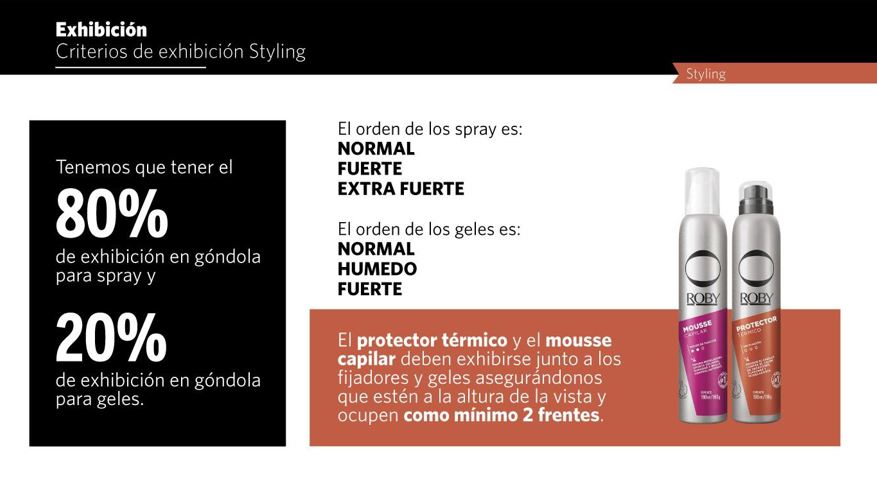 Exhibición
Criterios de exhibición Styling
Styling
Tenemos que tener el
80%
de exhibición en góndola
para spray y
20%
de exhibición en góndola
para geles.
El orden de los spray es:
NORMAL
FUERTE
EXTRA FUERTE
El orden de los geles es:
NORMAL
HUMEDO
FUERTE
El protector térmico y el mousse
capilar deben exhibirse junto a los
fijadores y geles asegurándonos
que estén a la altura de la vista y
ocupen como mínimo 2 frentes.
ROBY
MOUSSE
CAPILAR
ROBY
PROTECTOR
TÉRMICO